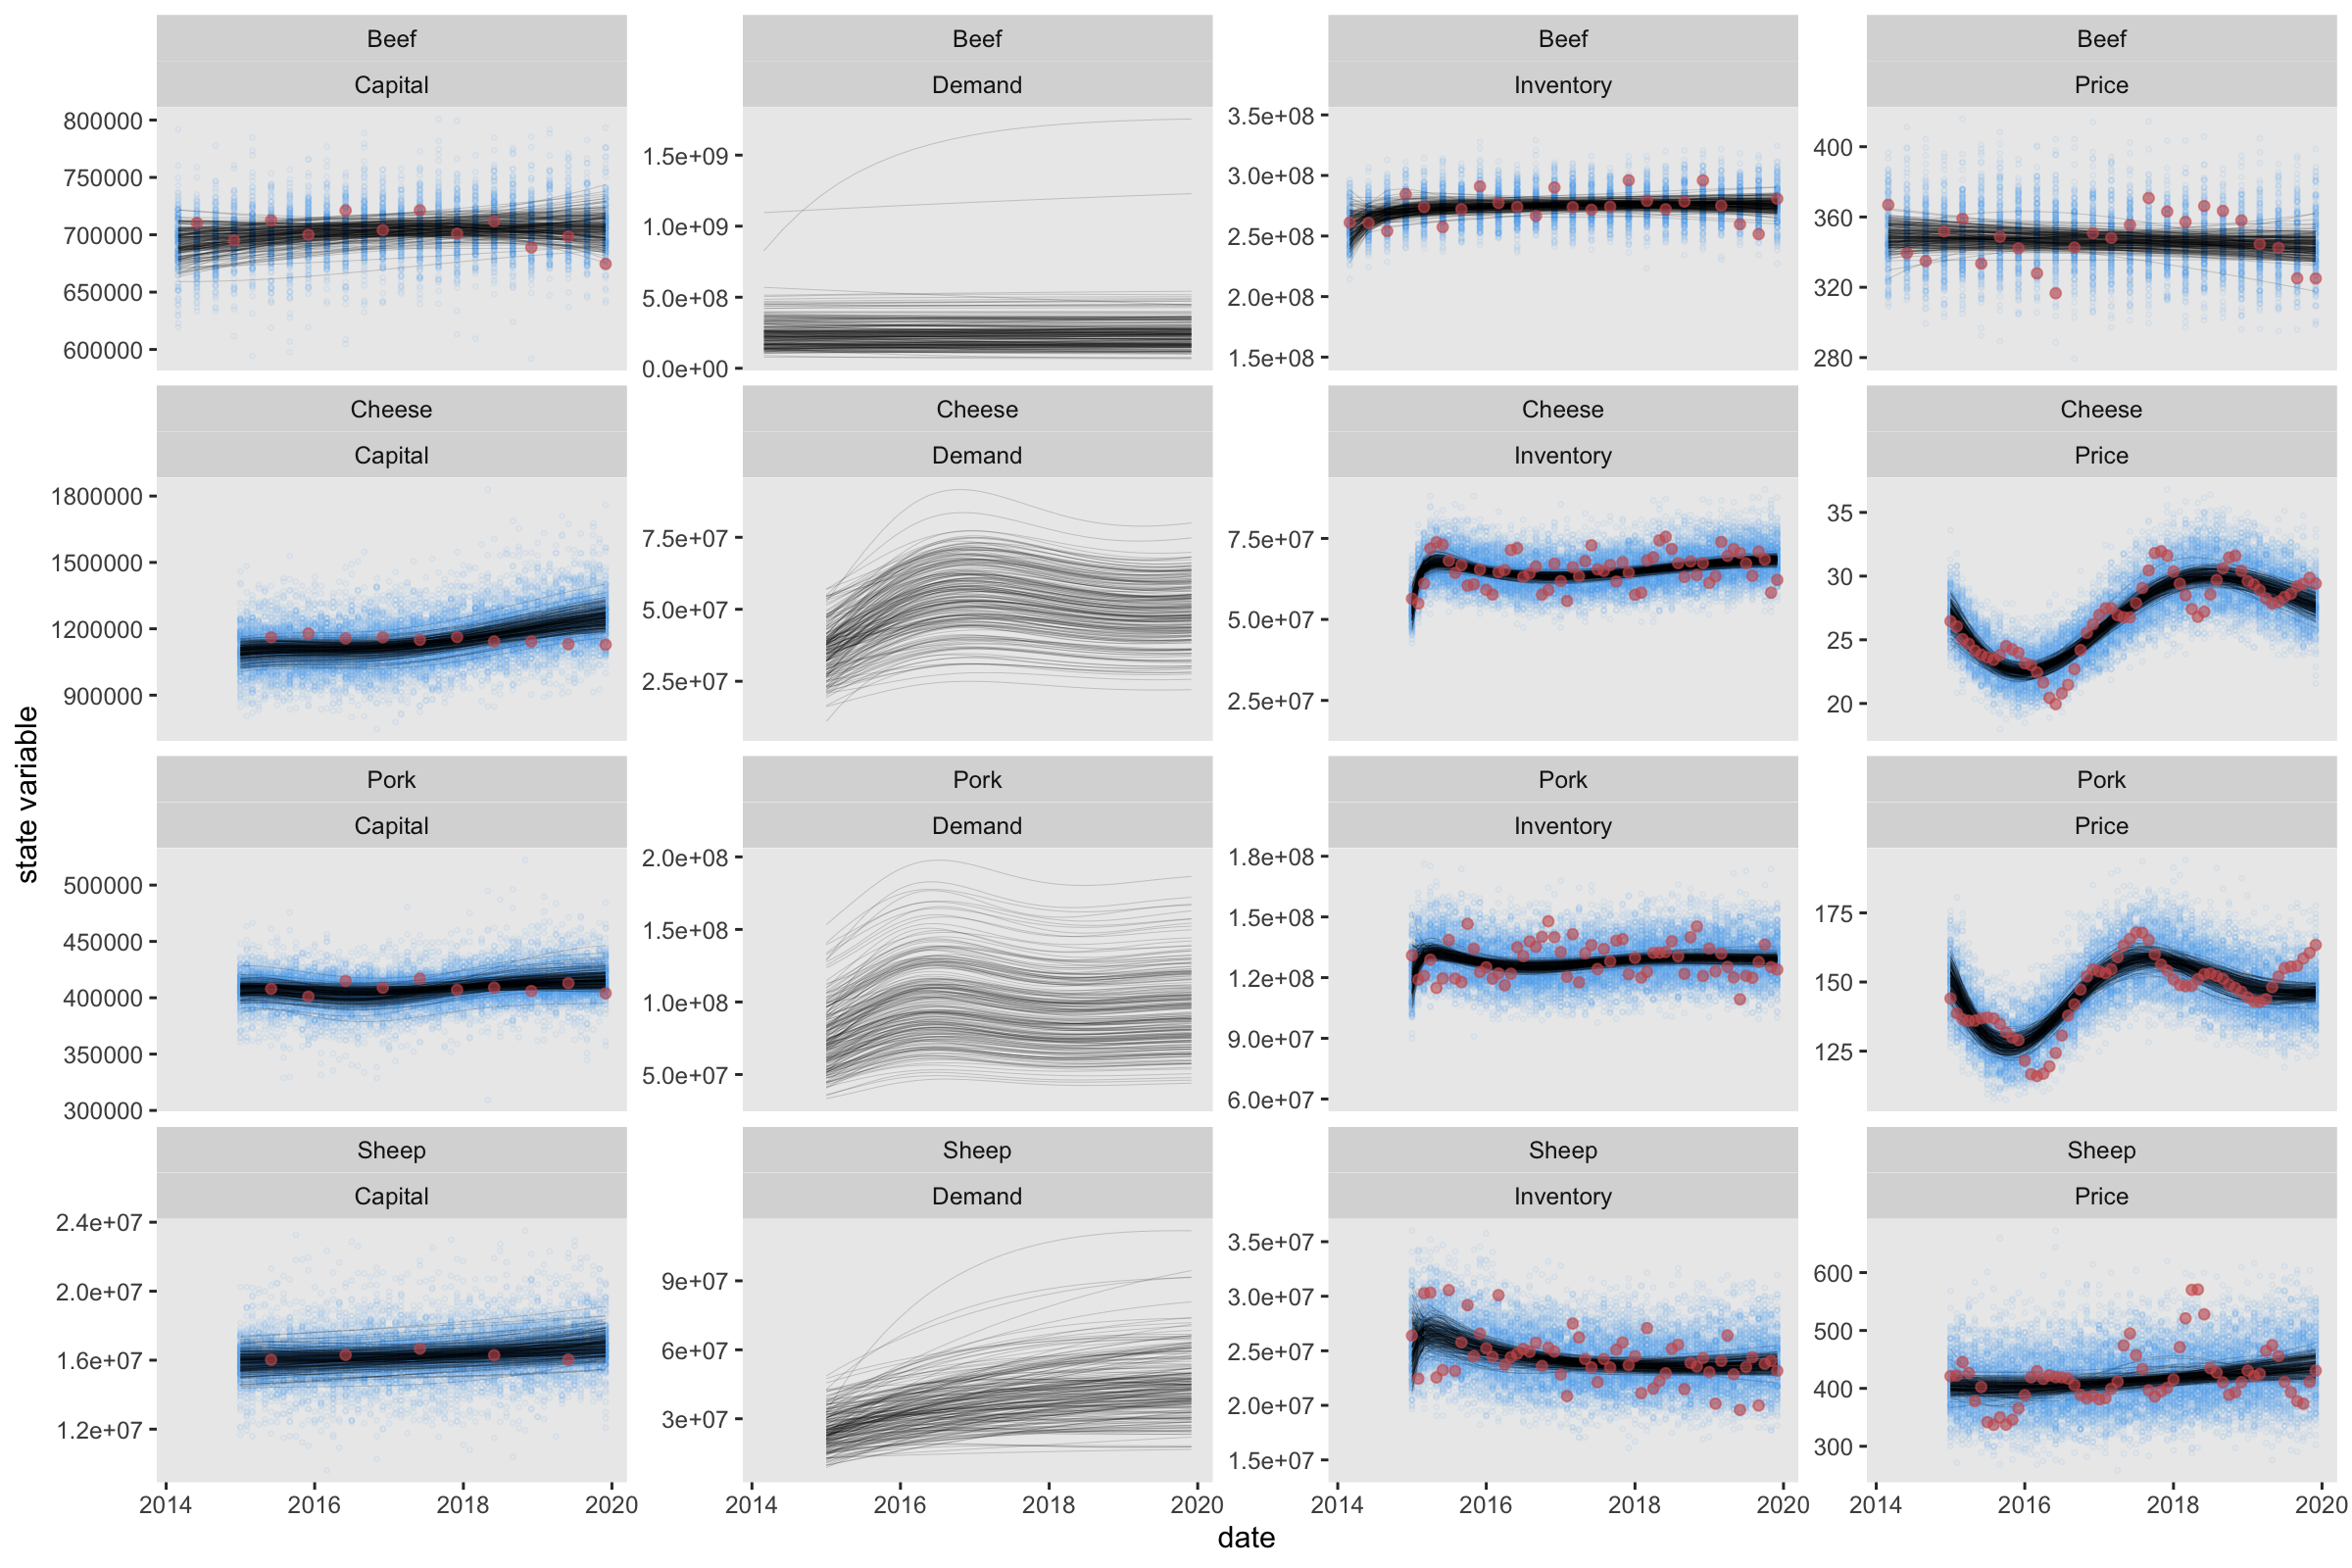 Beef Beef Beef Beef
Capital Demand Inventory Price
800000
750000
700000
650000
600000
1.5e+09
1.0e+09
5.0e+08
0.0e+00
3.5e+08
3.0e+08
2.5e+08
2.0e+08
1.5e+08
400
360
320
280
Cheese Cheese Cheese Cheese
Capital Demand Inventory Price
1800000
1500000
1200000
900000
7.5e+07
5.0e+07
2.5e+07
7.5e+07
5.0e+07
2.5e+07
35
30
25
20
state variable
Pork Pork Pork Pork
Capital Demand Inventory Price
500000
450000
400000
350000
300000
2.0e+08
1.5e+08
1.0e+08
5.0e+07
1.8e+08
1.5e+08
1.2e+08
9.0e+07
6.0e+07
175
150
125
Sheep Sheep Sheep Sheep
Capital Demand Inventory Price
2.4e+07
2.0e+07
1.6e+07
1.2e+07
9e+07
6e+07
3e+07
3.5e+07
3.0e+07
2.5e+07
2.0e+07
1.5e+07
600
500
400
300
2014 2016 2018 2020 2014 2016 2018 2020 2014 2016 2018 2020 2014 2016 2018 2020
date